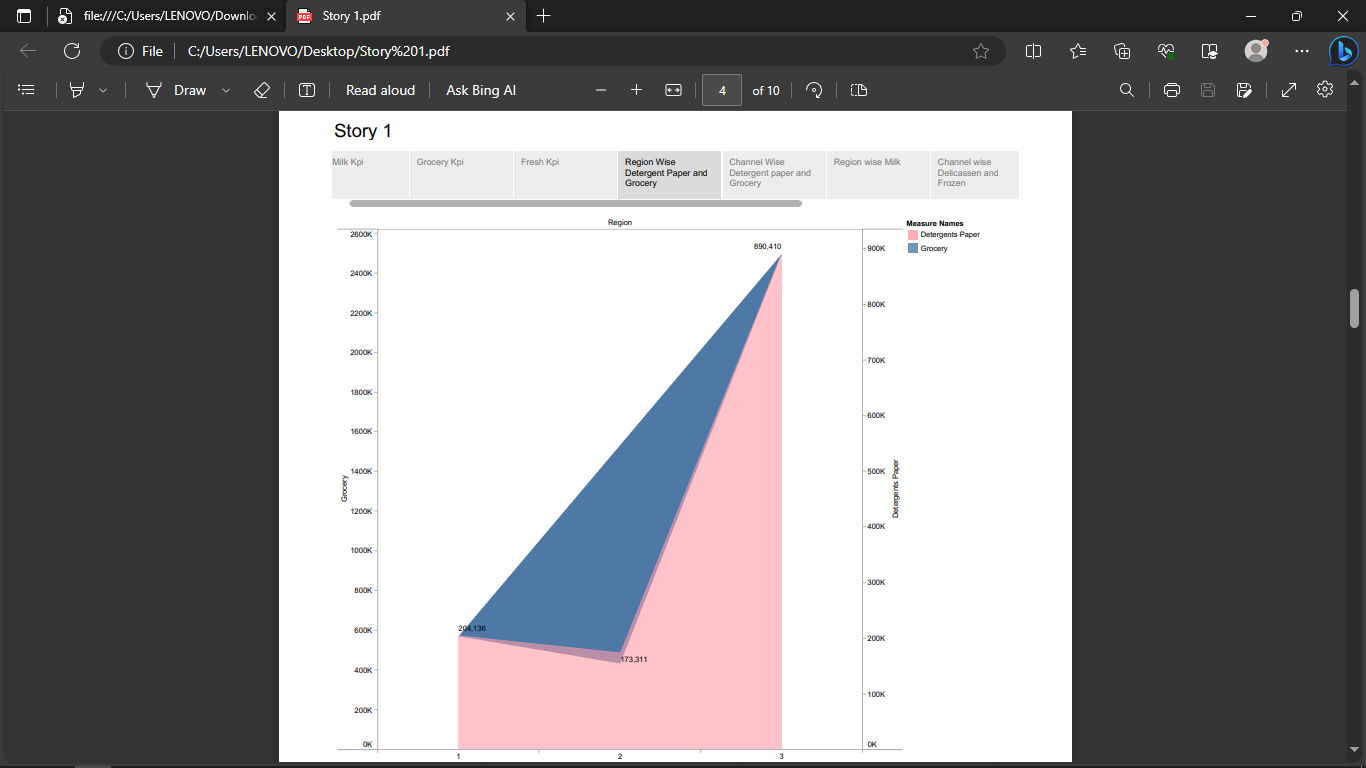 file:///C:/Users/LENOVO/Downlo
Story 1.pdf
File
C:/Users/LENOVO/Desktop/Story%201.pdf
Draw
Read aloud
Ask Bing AI
4
of 10
Story 1
Milk Kpi
Grocery Kpi
Fresh Kpi
Region Wise
Detergent Paper and
Grocery
Channel Wise
Detergent paper and
Grocery
Region wise Milk
Channel wise
Delicassen and
Frozen
Region
Measure Names
Detergents Paper
Grocery
2600K
2400K
2200K
2000K
1800K
1600K
1400K
1200K
1000K
800K
600K
400K
200K
0K
Grocery
890,410
204,136
173,311
900K
800K
700K
600K
500K
400K
300K
200K
100K
0K
Detergents Paper
1
2
3